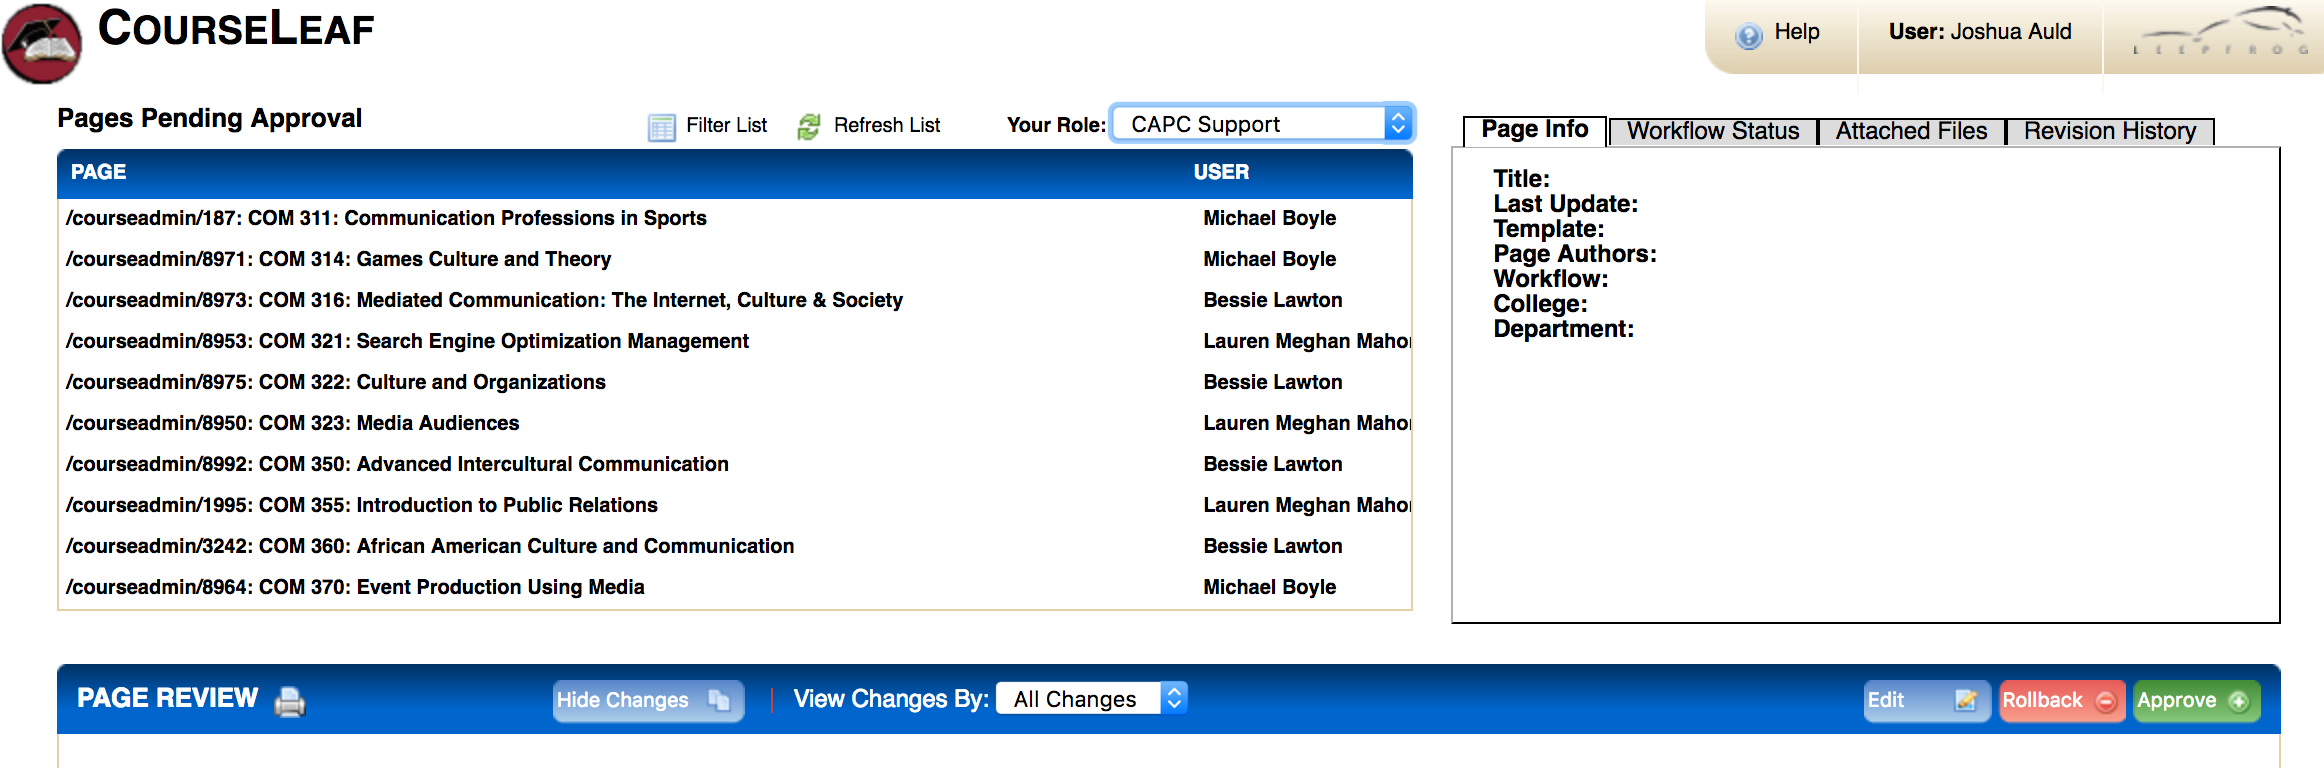 COURSELEAF
Help
User: Joshua Auld
LEEPFROG
Pages Pending Approval
Filter List
Refresh List
Your Role: CAPC Support
Page Info
Workflow Status
Attached Files
Revision History
PAGE USER
/courseadmin/187: COM 311: Communication Professions in Sports Michael Boyle
/courseadmin/8971: COM 314: Games Culture and Theory Michael Boyle
/courseadmin/8973: COM 316: Mediated Communication: The Internet, Culture & Society Bessie Lawton
/courseadmin/8953: COM 321: Search Engine Optimization Management Lauren Meghan Mahon
/courseadmin/8975: COM 322: Culture and Organizations Bessie Lawton
/courseadmin/8950: COM 323: Media Audiences Lauren Meghan Mahon
/courseadmin/8992: COM 350: Advanced Intercultural Communication Bessie Lawton
/courseadmin/1995: COM 355: Introduction to Public Relations Lauren Meghan Mahon
/courseadmin/3242: COM 360: African American Culture and Communication Bessie Lawton
/courseadmin/8964: COM 370: Event Production Using Media Michael Boyle
Title:
Last Update:
Template:
Page Authors:
Workflow:
College:
Department:
PAGE REVIEW
Hide Changes
View Changes By: All Changes
Edit
Rollback
Approve